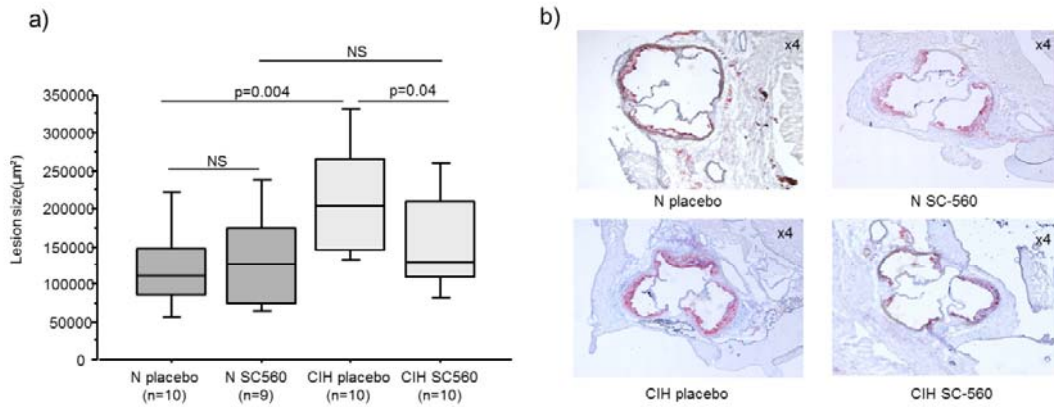 a)
NS
p=0.004
p=0.04
NS
Lesion size(µm²)
350000
300000
250000
200000
150000
100000
50000
0
N placebo
(n=10)
N SC560
(n=9)
CIH placebo
(n=10)
CIH SC560
(n=10)
b)
x4
x4
N placebo
N SC-560
x4
x4
CIH placebo
CIH SC-560